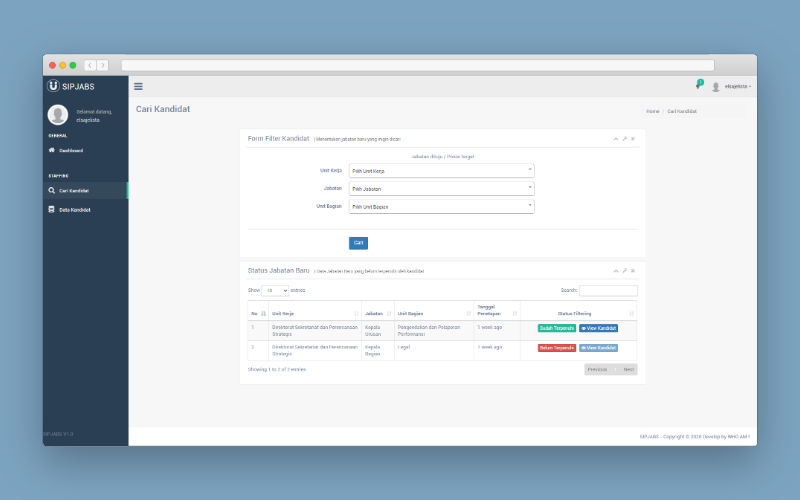 SIPJABS
Selamat datang,
elsajelista
GENERAL
Dashboard
STAFFING
Cari Kandidat
Data Kandidat
SIPJABS V1.0
elsajelista
Cari Kandidat
Home / Cari Kandidat
Form Filter Kandidat | Menentukan jabatan baru yang ingin dicari
Jabatan dituju / Posisi target
Unit Kerja Pilih Unit Kerja
Jabatan Pilih Jabatan
Unit Bagian Pilih Unit Bagian
Cari
Status Jabatan Baru | Data Jabatan Baru yang belum terpenuhi oleh kandidat
Show 10 entries
Search:
No Unit Kerja Jabatan Unit Bagian Tanggal Penetapan Status Filtering
1 Direktorat Sekretariat dan Perencanaan Strategis Kepala Urusan Pengendalian dan Pelaporan Performansi 1 week ago Sudah Terpenuhi View Kandidat
2 Direktorat Sekretariat dan Perencanaan Strategis Kepala Bagian Legal 1 week ago Belum Terpenuhi View Kandidat
Showing 1 to 2 of 2 entries
Previous 1 Next
SIPJABS - Copyright © 2020 Develop by WHO AM I